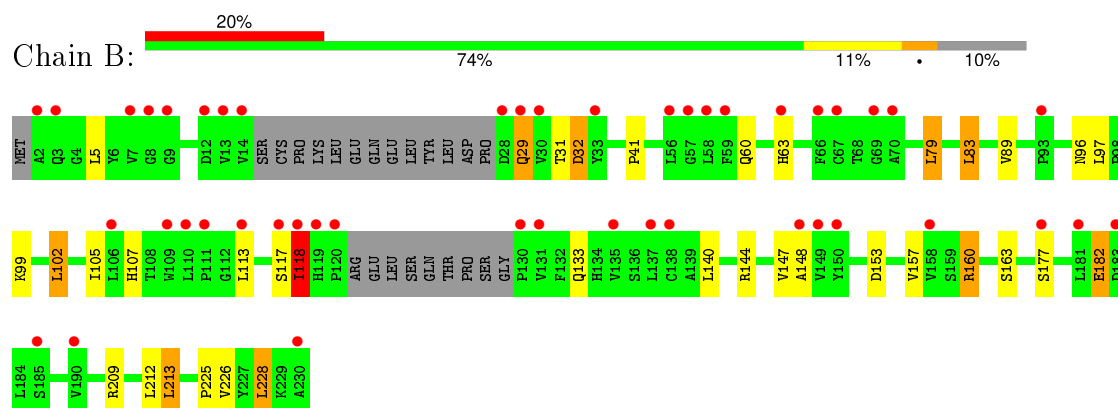 20%
Chain B:
74% 11% • 10%
MET A2 Q3 G4 L5 Y6 V7 G8 G9 D12 V13 V14 SER CYS PRO LYS LEU GLU GLN GLU LEU TYR LEU ASP PRO D28 Q29 V30 T31 D32 Y33 P41 L56 G57 L58 F59 Q60 H63 F66 C67 T68 G69 A70 L79 L83 V89 P93 N96 L97 P98
K99 L102 I105 L106 H107 T108 W109 L110 P111 G112 L113 S117 I118 H119 P120 ARG GLU LEU SER GLN THR PRO SER GLY P130 V131 F132 Q133 H134 V135 S136 L137 C138 A139 L140 R144 V147 A148 V149 Y150 D153 V157 V158 S159 R160 S163 S177 L181 E182 D183
L184 S185 V190 R209 L212 L213 P225 V226 Y227 L228 K229 A230